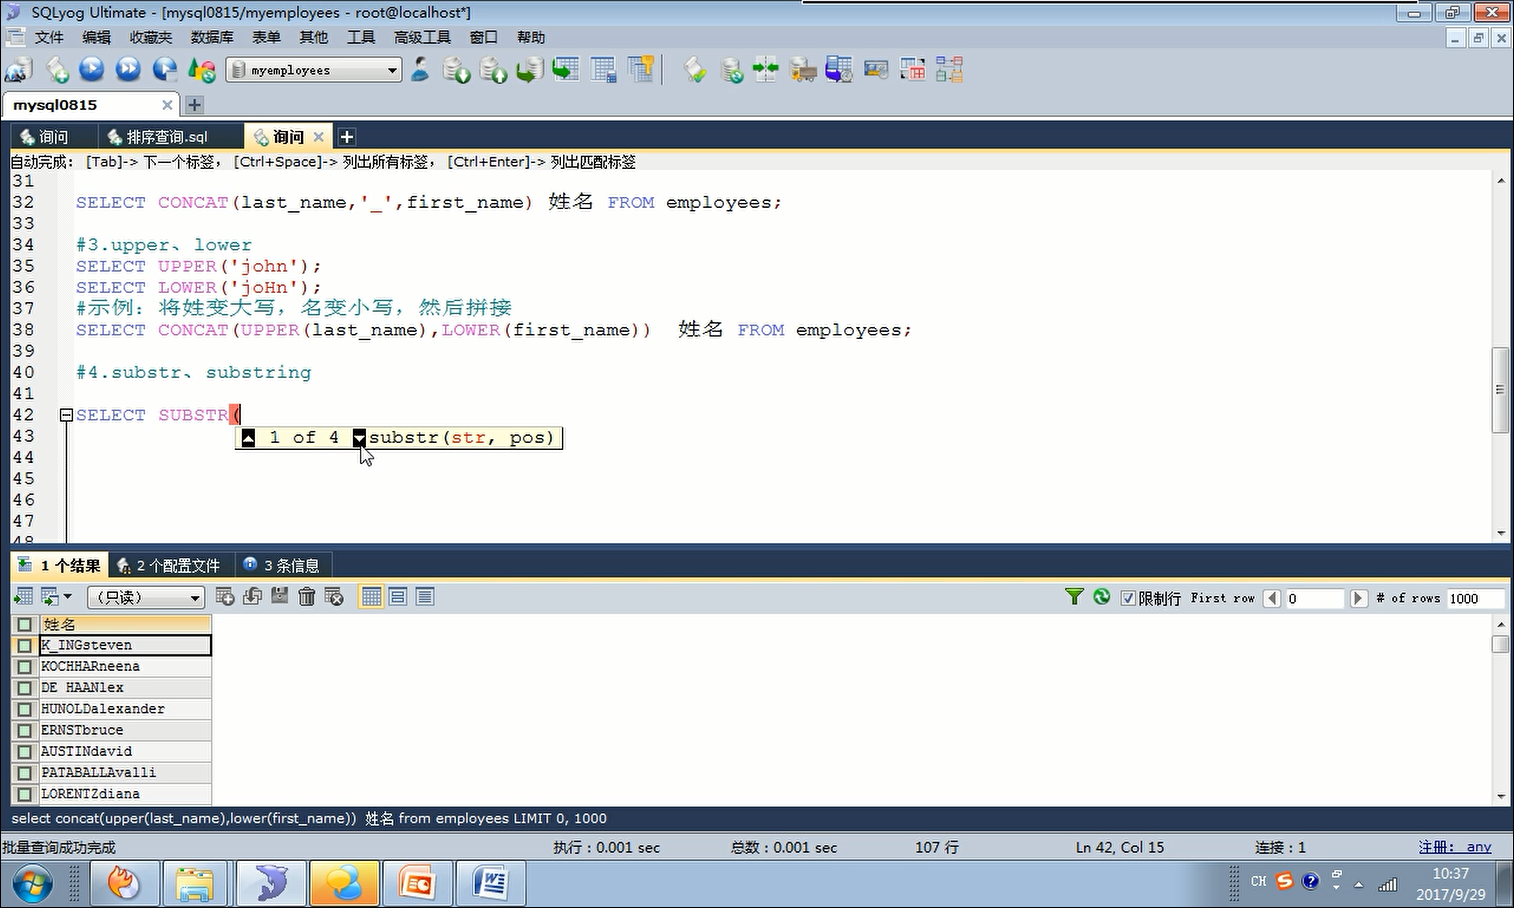 SQLyog Ultimate - [mysql0815/myemployees - root@localhost*]
文件 编辑 收藏夹 数据库 表单 其他 工具 高级工具 窗口 帮助
myemployees
mysql0815
询问 排序查询.sql 询问
自动完成： [Tab]-> 下一个标签， [Ctrl+Space]-> 列出所有标签， [Ctrl+Enter]-> 列出匹配标签
31
32 SELECT CONCAT(last_name,'_',first_name) 姓名 FROM employees;
33
34 #3.upper、lower
35 SELECT UPPER('john');
36 SELECT LOWER('joHn');
37 #示例：将姓变大写，名变小写，然后拼接
38 SELECT CONCAT(UPPER(last_name),LOWER(first_name)) 姓名 FROM employees;
39
40 #4.substr、substring
41
42 SELECT SUBSTR(
43 1 of 4 substr(str, pos)
44
45
46
47
48
1 个结果 2 个配置文件 3 条信息
（只读） 限制行 First row 0 # of rows 1000
姓名
K_INGsteven
KOCHHARneena
DE HAANlex
HUNOLDalexander
ERNSTbruce
AUSTINdavid
PATABALLAvalli
LORENTZdiana
select concat(upper(last_name),lower(first_name)) 姓名 from employees LIMIT 0, 1000
批量查询成功完成 执行：0.001 sec 总数：0.001 sec 107 行 Ln 42, Col 15 连接：1 注册： any
CH 10:37
2017/9/29